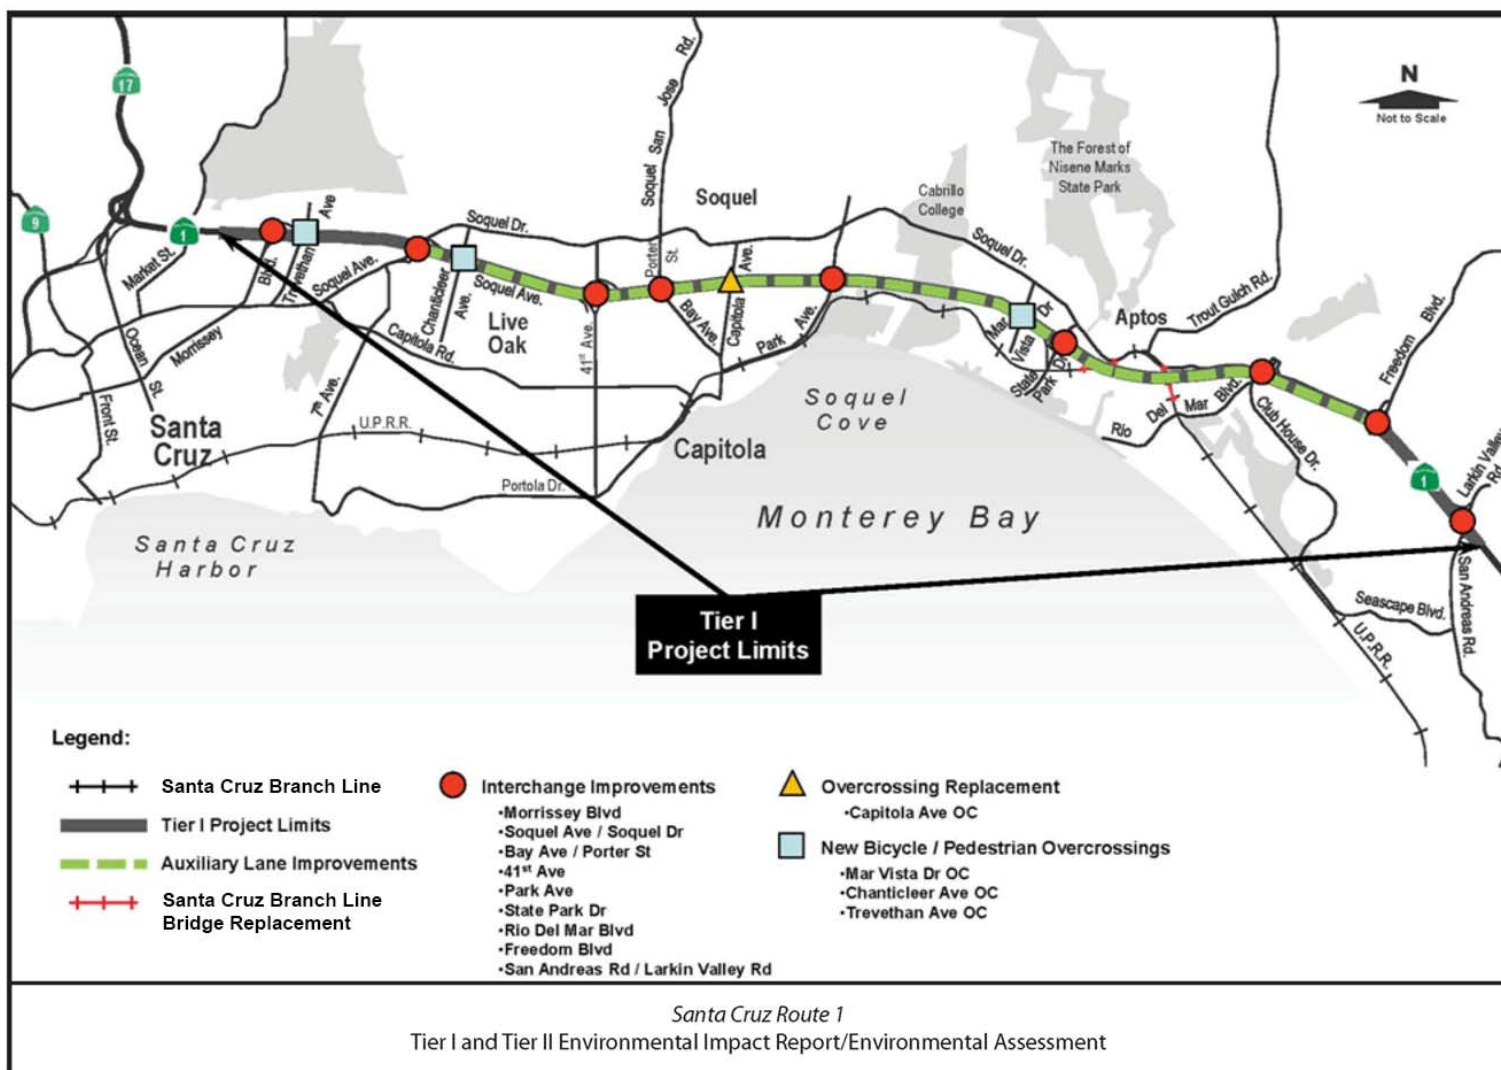 N
Not to Scale
17
9
1
Soquel San Jose Rd.
Soquel
Cabrillo
College
The Forest of
Nisene Marks
State Park
Ave
Trevethan
Blvd.
Morrissey
Market St.
Soquel Ave.
Soquel Dr.
Chanticleer
Ave.
Soquel Ave.
Live
Oak
Capitola Rd.
41st Ave.
Porter
St.
Bay Ave.
Capitola
Ave.
Park Ave.
Soquel Dr.
Mar
Vista
Dr
State
Park Dr
Aptos
Trout Gulch Rd.
Freedom Blvd.
Ocean St.
Front St.
Santa
Cruz
7th Ave.
U.P.R.R.
Portola Dr.
Capitola
Soquel
Cove
Rio Del Mar Blvd.
Club House Dr.
1
Larkin Valley
Rd.
Monterey Bay
Santa Cruz
Harbor
Seascape Blvd.
San Andreas Rd.
U.P.R.R.
Tier I
Project Limits
Legend:
Santa Cruz Branch Line
Tier I Project Limits
Auxiliary Lane Improvements
Santa Cruz Branch Line
Bridge Replacement
Interchange Improvements
•Morrissey Blvd
•Soquel Ave / Soquel Dr
•Bay Ave / Porter St
•41st Ave
•Park Ave
•State Park Dr
•Rio Del Mar Blvd
•Freedom Blvd
•San Andreas Rd / Larkin Valley Rd
Overcrossing Replacement
•Capitola Ave OC
New Bicycle / Pedestrian Overcrossings
•Mar Vista Dr OC
•Chanticleer Ave OC
•Trevethan Ave OC
Santa Cruz Route 1
Tier I and Tier II Environmental Impact Report/Environmental Assessment